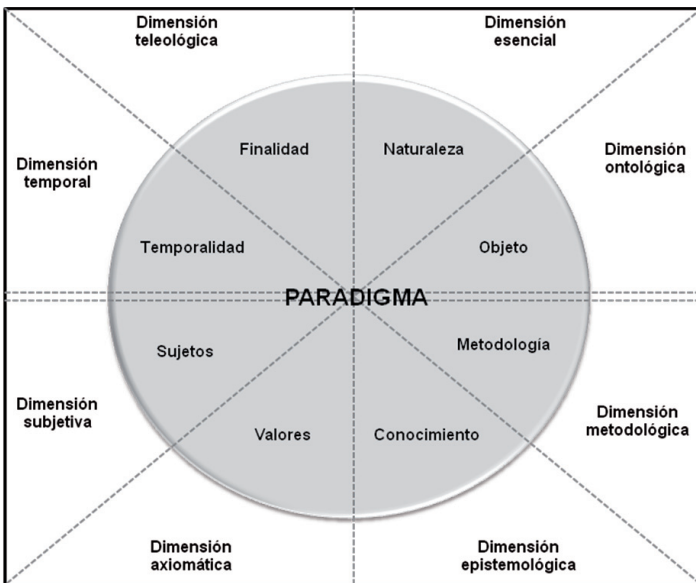 Dimensión
teleológica
Dimensión
esencial
Dimensión
temporal
Finalidad
Naturaleza
Dimensión
ontológica
Temporalidad
Objeto
PARADIGMA
Sujetos
Metodología
Dimensión
subjetiva
Valores
Conocimiento
Dimensión
metodológica
Dimensión
axiomática
Dimensión
epistemológica